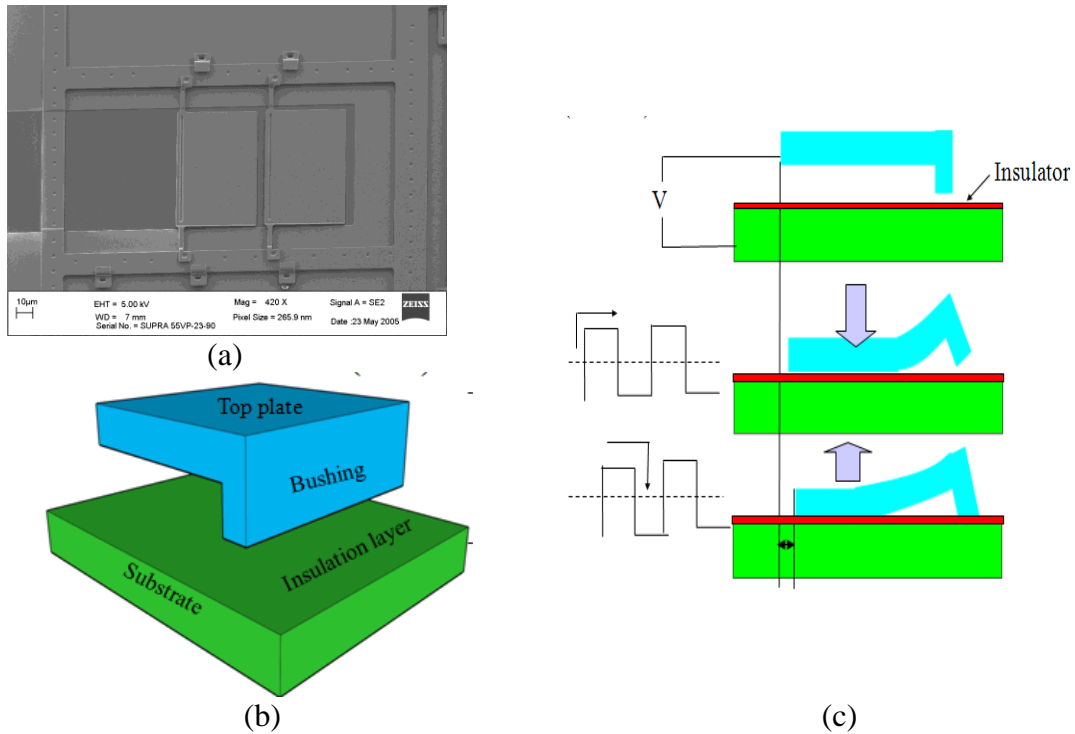 10μm
EHT = 5.00 kV
WD = 7 mm
Serial No. = SUPRA 55VP-23-90
Mag = 420 X
Pixel Size = 265.9 nm
Signal A = SE2
Date :23 May 2005
ZEISS
(a)
Top plate
Bushing
Insulation layer
Substrate
(b)
V
Insulator
(c)